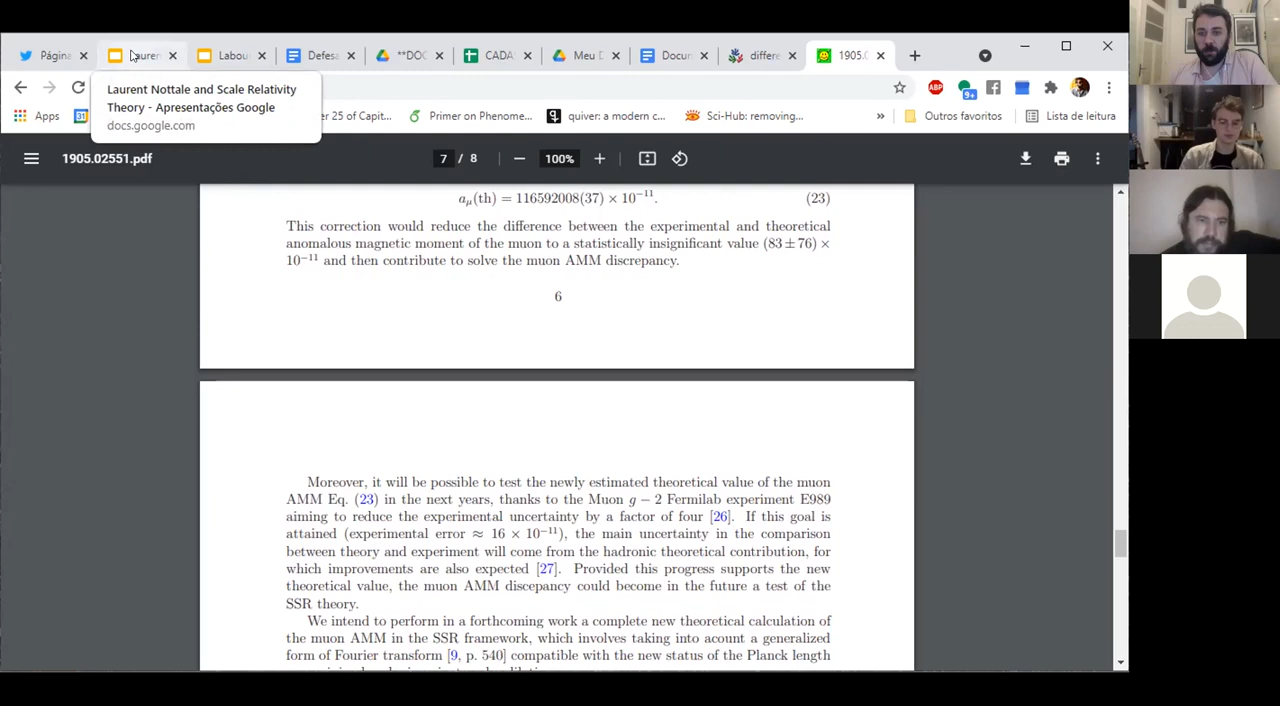 Página
Lauren
Labou
Defesa
**DOC
CADA
Meu D
Docum
differe
1905.0
Laurent Nottale and Scale Relativity
Theory - Apresentações Google
docs.google.com
Apps
er 25 of Capit...
Primer on Phenome...
quiver: a modern c...
Sci-Hub: removing...
»
Outros favoritos
Lista de leitura
ABP
9+
1905.02551.pdf
7 / 8
100%
aμ(th) = 116592008(37) × 10⁻¹¹. (23)
This correction would reduce the difference between the experimental and theoretical
anomalous magnetic moment of the muon to a statistically insignificant value (83±76)×
10⁻¹¹ and then contribute to solve the muon AMM discrepancy.
6
Moreover, it will be possible to test the newly estimated theoretical value of the muon
AMM Eq. (23) in the next years, thanks to the Muon g − 2 Fermilab experiment E989
aiming to reduce the experimental uncertainty by a factor of four [26]. If this goal is
attained (experimental error ≈ 16 × 10⁻¹¹), the main uncertainty in the comparison
between theory and experiment will come from the hadronic theoretical contribution, for
which improvements are also expected [27]. Provided this progress supports the new
theoretical value, the muon AMM discepancy could become in the future a test of the
SSR theory.
We intend to perform in a forthcoming work a complete new theoretical calculation of
the muon AMM in the SSR framework, which involves taking into acount a generalized
form of Fourier transform [9, p. 540] compatible with the new status of the Planck length